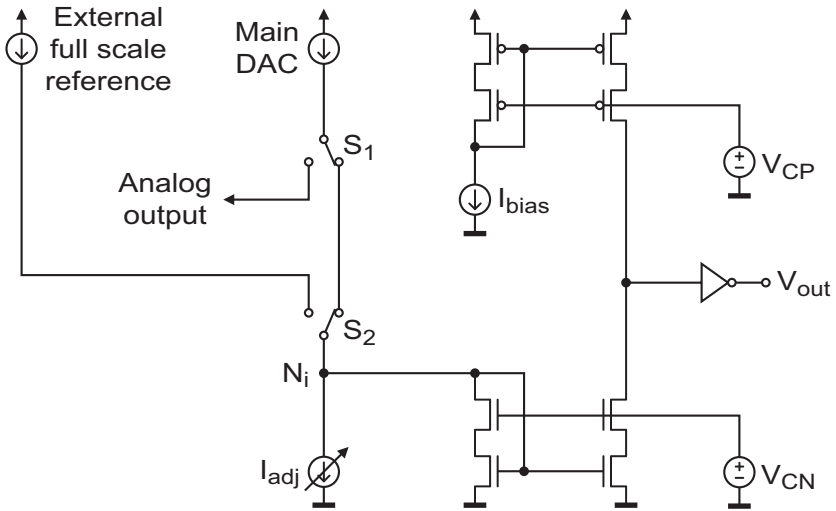 External
full scale
reference
Main
DAC
S1
Analog
output
Ibias
+
−
VCP
Vout
S2
Ni
Iadj
+
−
VCN